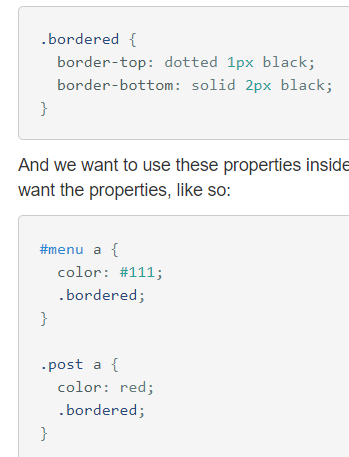 .bordered {
  border-top: dotted 1px black;
  border-bottom: solid 2px black;
}
And we want to use these properties inside
want the properties, like so:
#menu a {
  color: #111;
  .bordered;
}
.post a {
  color: red;
  .bordered;
}